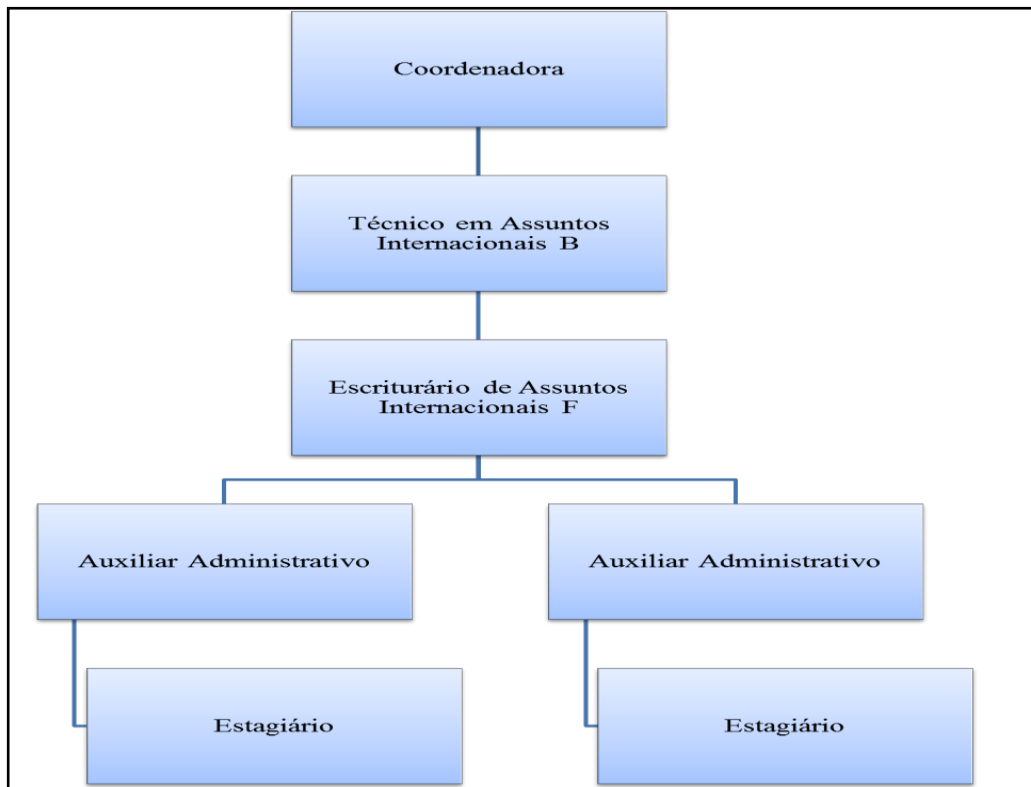 Coordenadora
Técnico em Assuntos
Internacionais B
Escriturário de Assuntos
Internacionais F
Auxiliar Administrativo
Auxiliar Administrativo
Estagiário
Estagiário